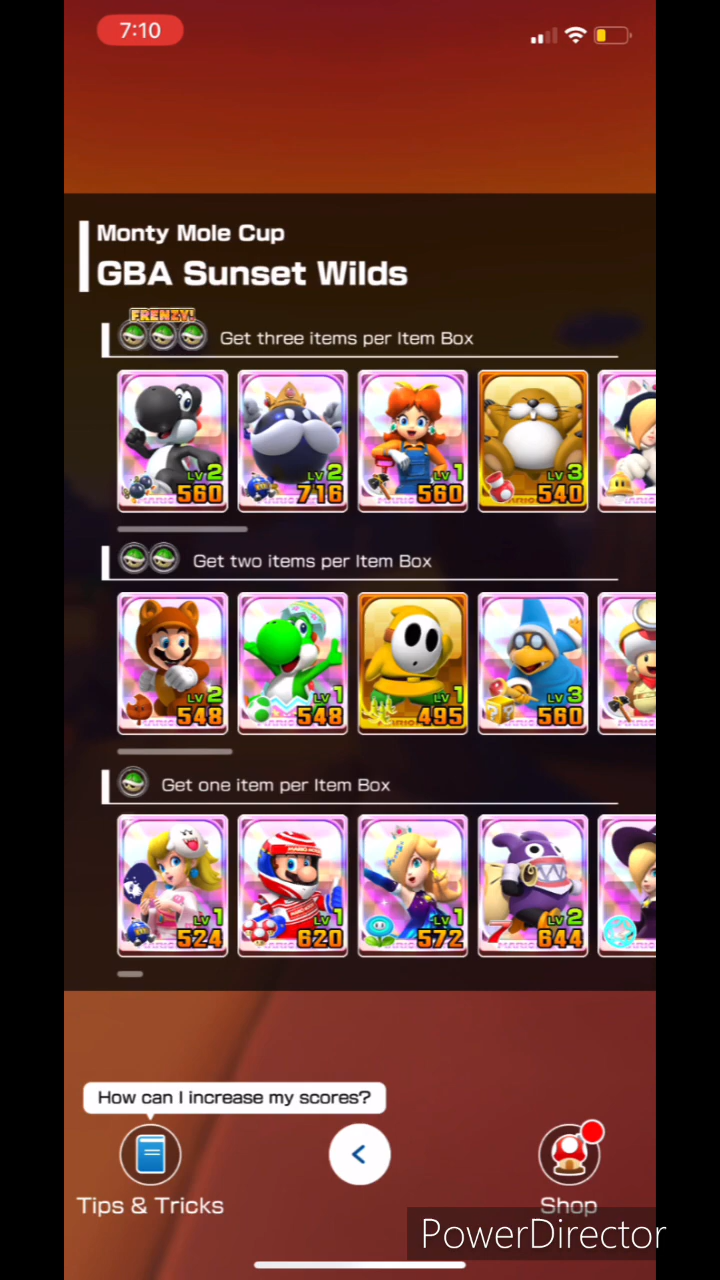 7:10
Monty Mole Cup
GBA Sunset Wilds
FRENZY!
Get three items per Item Box
LV 2
560
LV 2
716
LV 1
560
LV 3
540
Get two items per Item Box
LV 2
548
LV 1
548
LV 1
495
LV 3
560
Get one item per Item Box
LV 1
524
LV 1
620
LV 1
572
LV 2
644
How can I increase my scores?
Tips & Tricks
<
Shop
PowerDirector